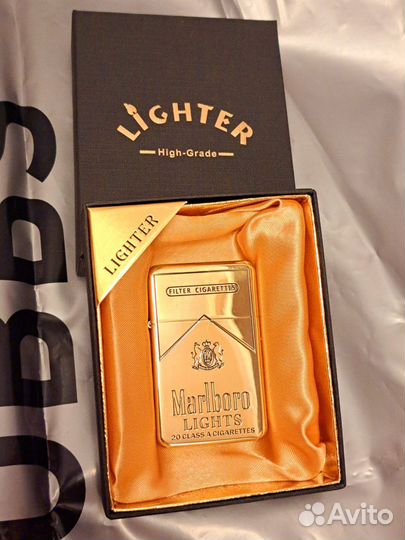 LIGHTER
High-Grade
LIGHTER
FILTER CIGARETTES
Marlboro
LIGHTS
20 CLASS A CIGARETTES
Avito